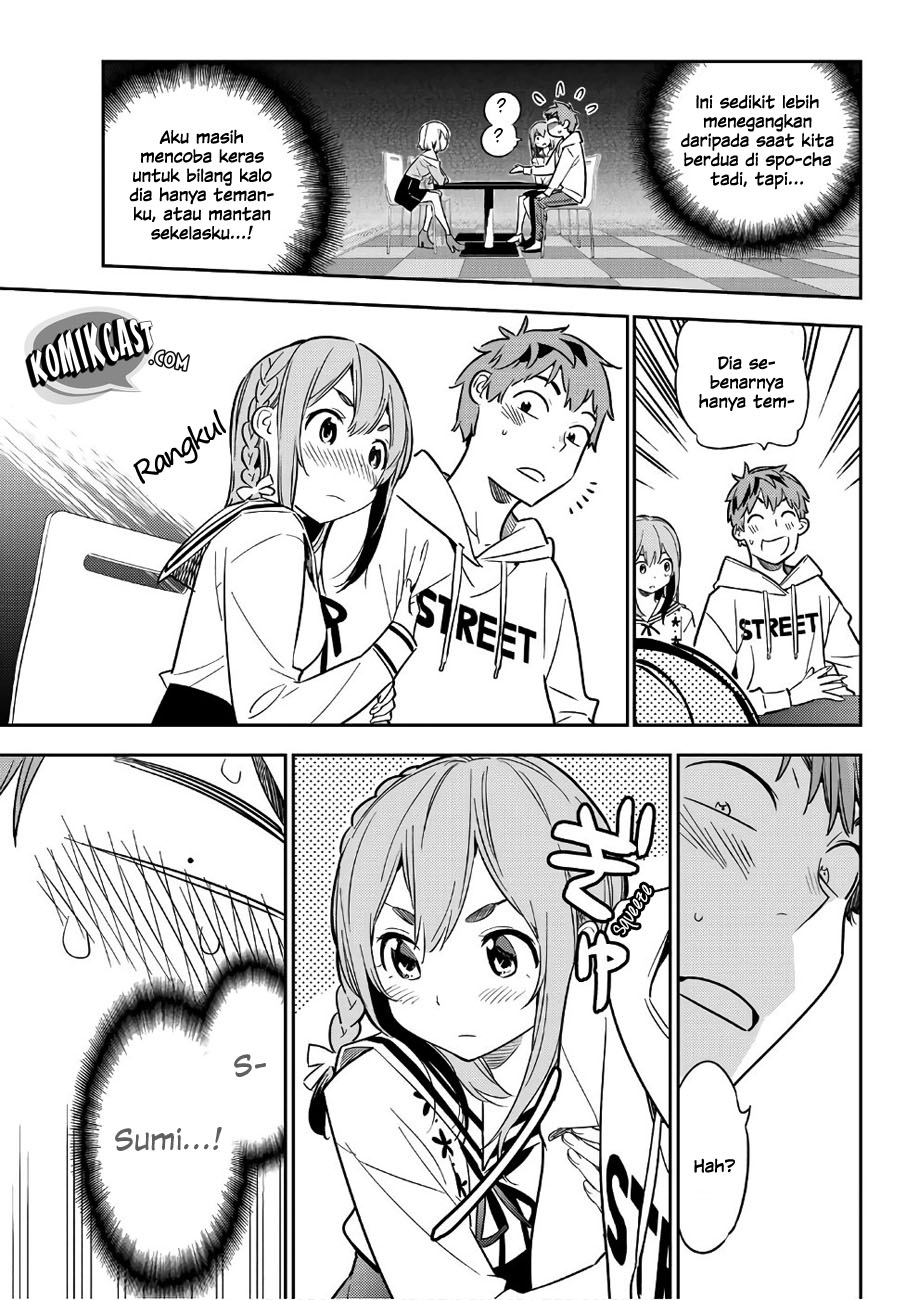 Ini sedikit lebih
menegangkan
daripada saat kita
berdua di spo-cha
tadi, tapi...
?
?
Aku masih
mencoba keras
untuk bilang kalo
dia hanya teman-
ku, atau mantan
sekelasku...!
Dia se-
benarnya
hanya tem-
STREET
KOMIKCAST
.COM
Rangkul
R
STREET
Hah?
ぎゅ
squeeze
ST
S-
Sumi...!